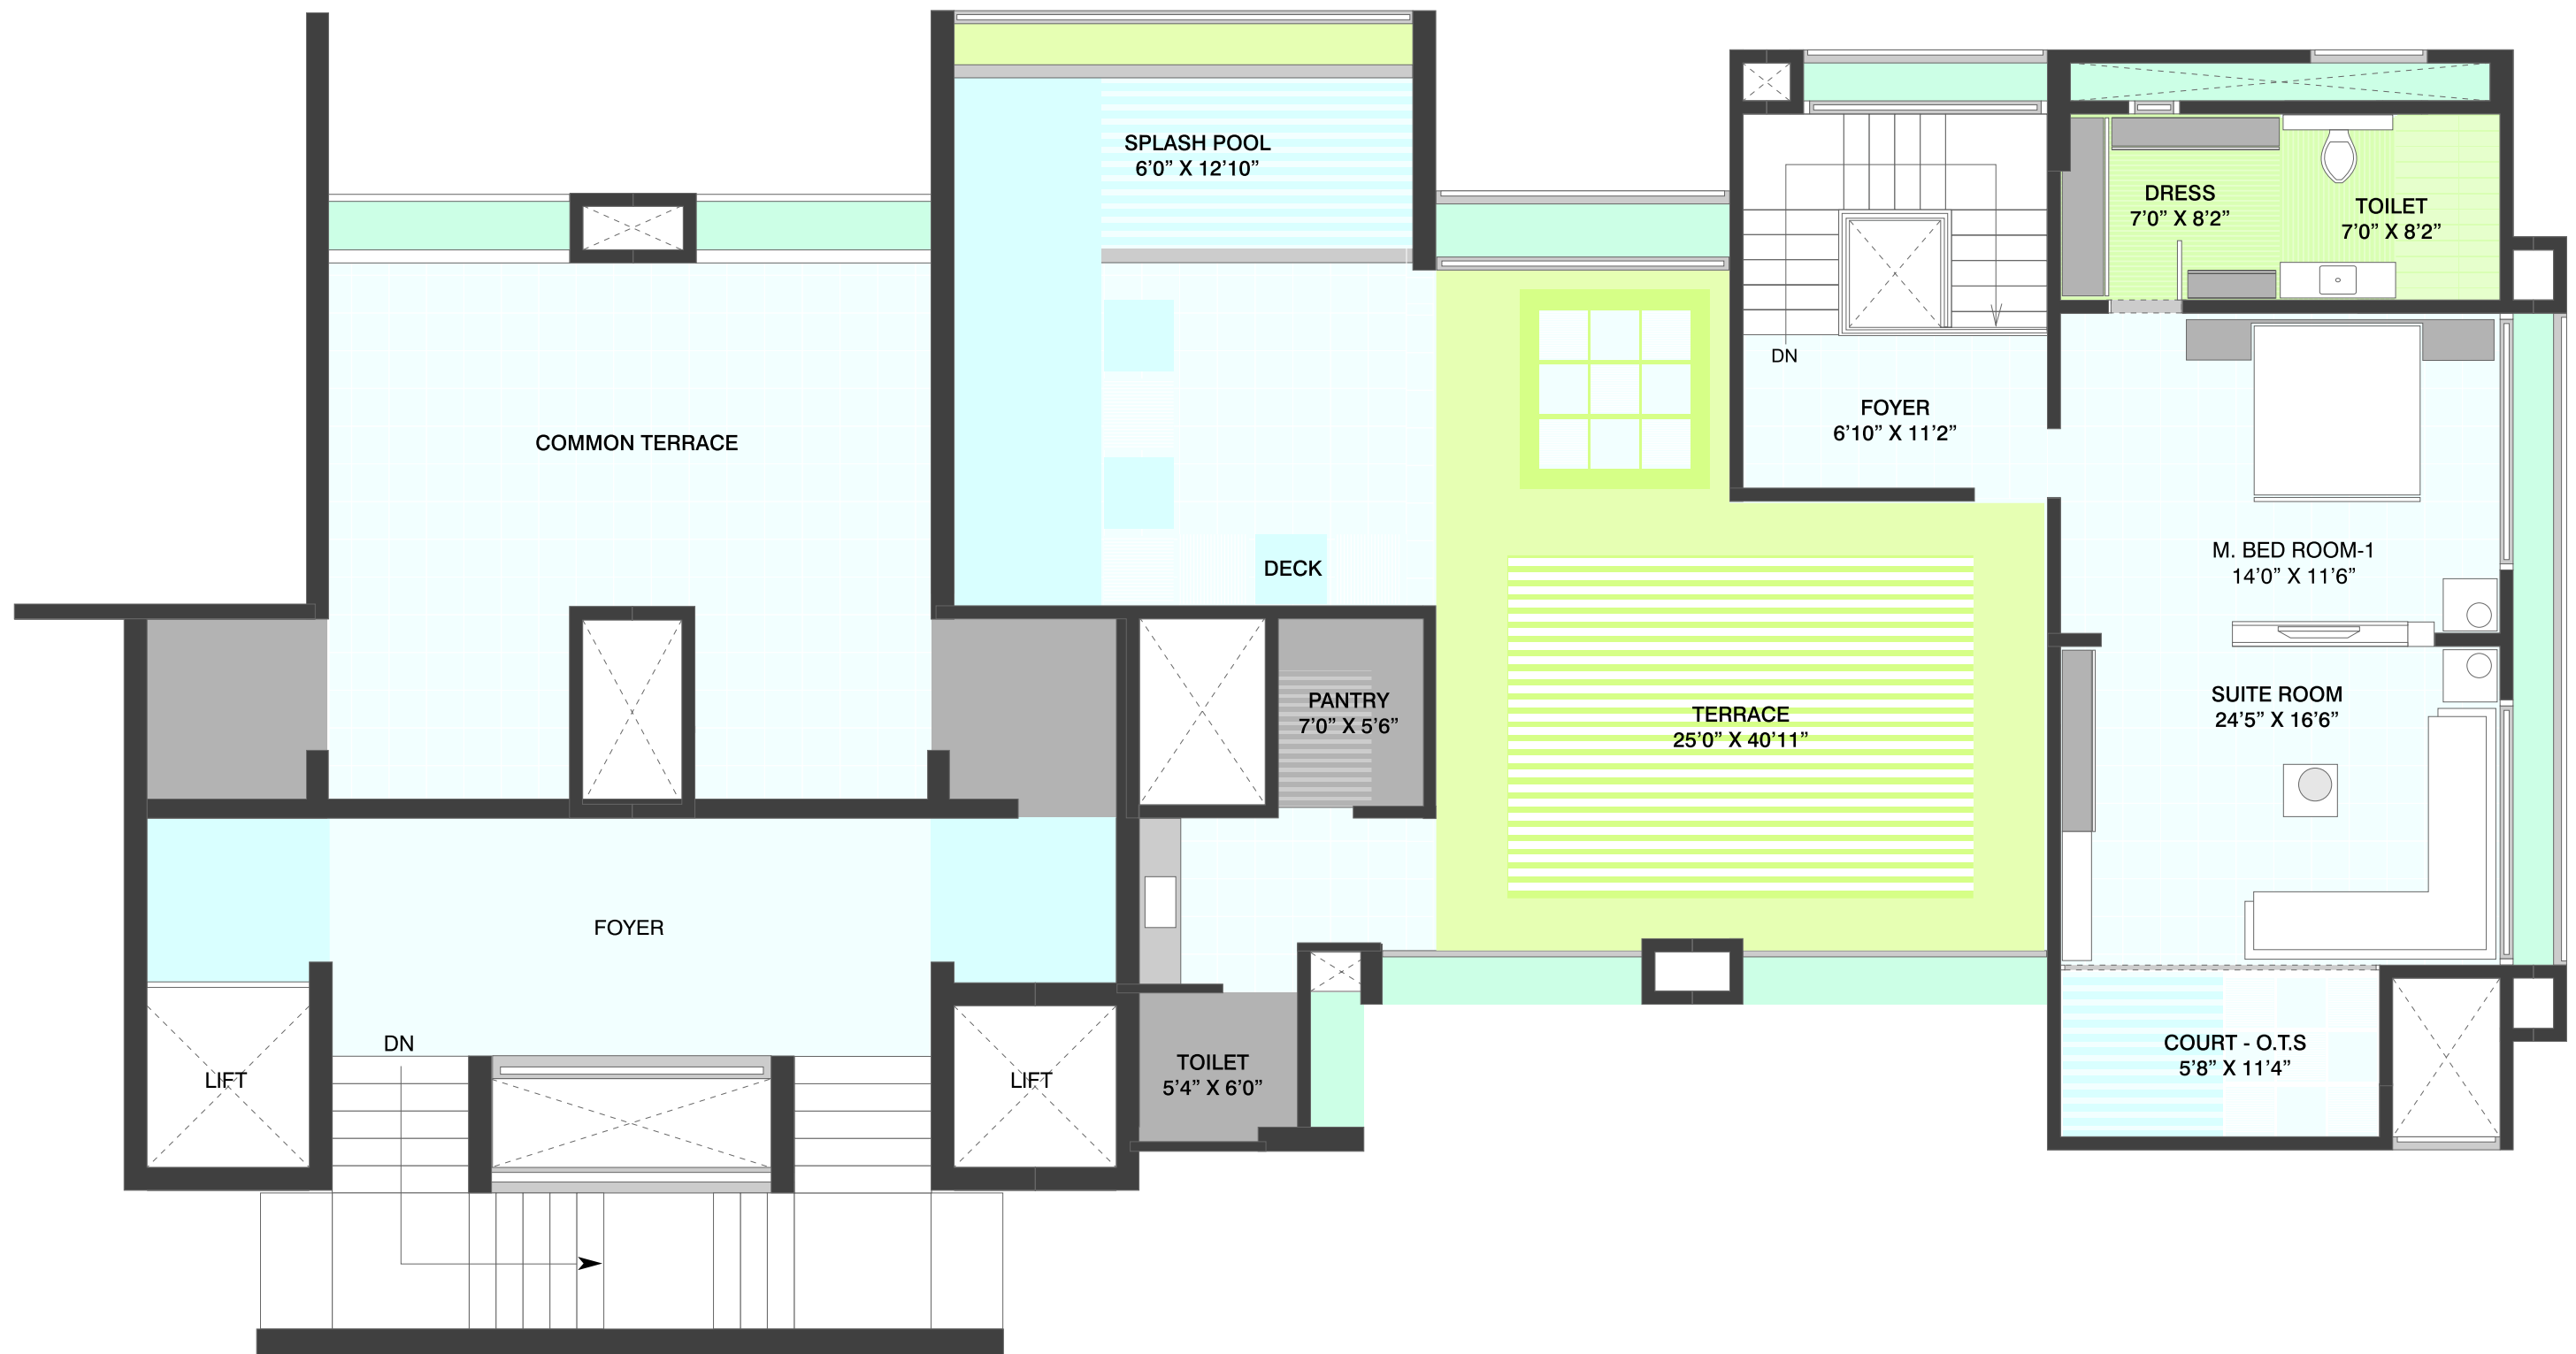 SPLASH POOL
6’0” X 12’10”
DRESS
7’0” X 8’2”
TOILET
7’0” X 8’2”
DN
FOYER
6’10” X 11’2”
COMMON TERRACE
DECK
M. BED ROOM-1
14’0” X 11’6”
PANTRY
7’0” X 5’6”
TERRACE
25’0” X 40’11”
SUITE ROOM
24’5” X 16’6”
FOYER
DN
LIFT
LIFT
TOILET
5’4” X 6’0”
COURT - O.T.S
5’8” X 11’4”